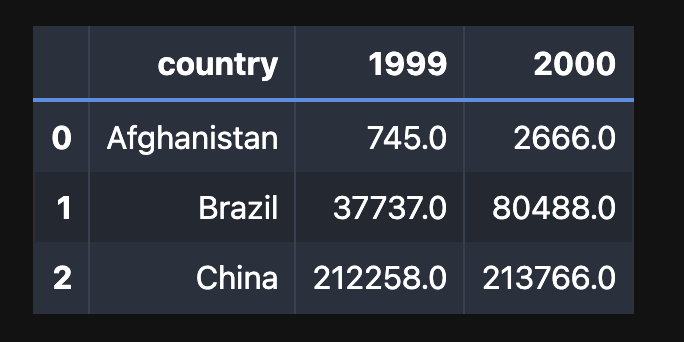 country 1999 2000
0 Afghanistan 745.0 2666.0
1 Brazil 37737.0 80488.0
2 China 212258.0 213766.0